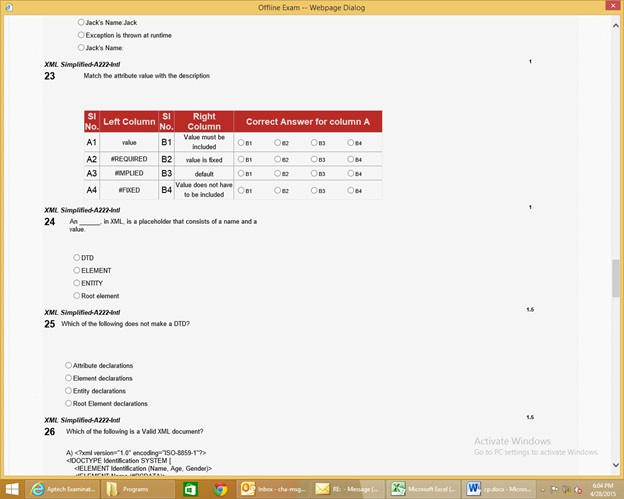 Offline Exam -- Webpage Dialog
Jack's Name:Jack
Exception is thrown at runtime
Jack's Name:
XML Simplified-A222-Intl 1
23 Match the attribute value with the description
Sl No. Left Column Sl No. Right Column Correct Answer for column A
A1 value B1 Value must be included B1 B2 B3 B4
A2 #REQUIRED B2 value is fixed B1 B2 B3 B4
A3 #IMPLIED B3 default B1 B2 B3 B4
A4 #FIXED B4 Value does not have to be included B1 B2 B3 B4
XML Simplified-A222-Intl 1
24 An ______, in XML, is a placeholder that consists of a name and a
value.
DTD
ELEMENT
ENTITY
Root element
XML Simplified-A222-Intl 1.5
25 Which of the following does not make a DTD?
Attribute declarations
Element declarations
Entity declarations
Root Element declarations
XML Simplified-A222-Intl 1.5
26 Which of the following is a Valid XML document?
Activate Windows
A) <?xml version="1.0" encoding="ISO-8859-1"?>
Go to PC settings to activate Windows.
<!DOCTYPE Identification SYSTEM [
<!ELEMENT Identification (Name, Age, Gender)>
Aptech Examinat... Programs Inbox - cha-msg... RE: - Message (... Microsoft Excel (... cp.docx - Micros... 6:04 PM
4/28/2015